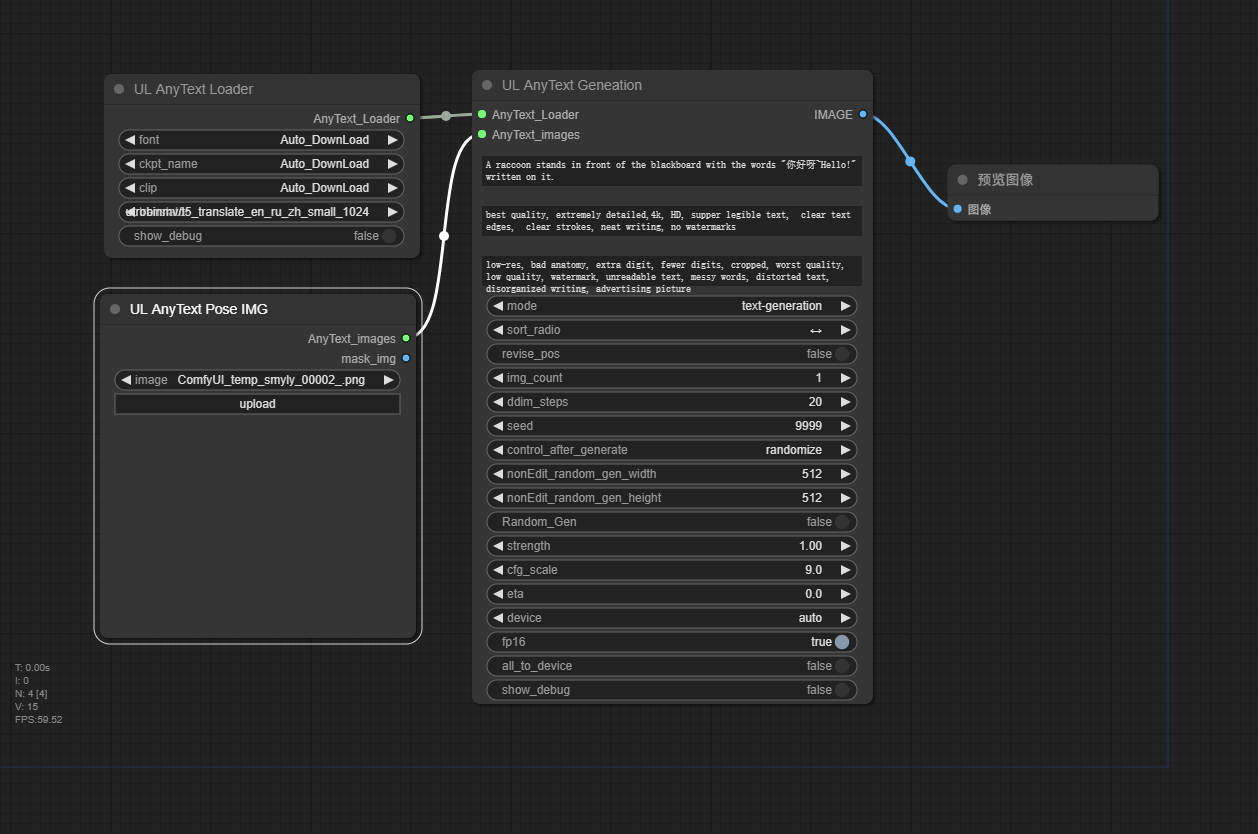 UL AnyText Loader
AnyText_Loader
font Auto_DownLoad
ckpt_name Auto_DownLoad
clip Auto_DownLoad
t5_translate_en_ru_zh_small_1024
show_debug false
UL AnyText Pose IMG
AnyText_images
mask_img
image ComfyUI_temp_smyly_00002_.png
upload
UL AnyText Geneation
AnyText_Loader IMAGE
AnyText_images
A raccoon stands in front of the blackboard with the words "你好呀~Hello!"
written on it.
best quality, extremely detailed,4k, HD, supper legible text,  clear text
edges,  clear strokes, neat writing, no watermarks
low-res, bad anatomy, extra digit, fewer digits, cropped, worst quality,
low quality, watermark, unreadable text, messy words, distorted text,
disorganized writing, advertising picture
mode text-generation
sort_radio ↔
revise_pos false
img_count 1
ddim_steps 20
seed 9999
control_after_generate randomize
nonEdit_random_gen_width 512
nonEdit_random_gen_height 512
Random_Gen false
strength 1.00
cfg_scale 9.0
eta 0.0
device auto
fp16 true
all_to_device false
show_debug false
预览图像
图像
T: 0.00s
I: 0
N: 4 [4]
V: 15
FPS:59.52